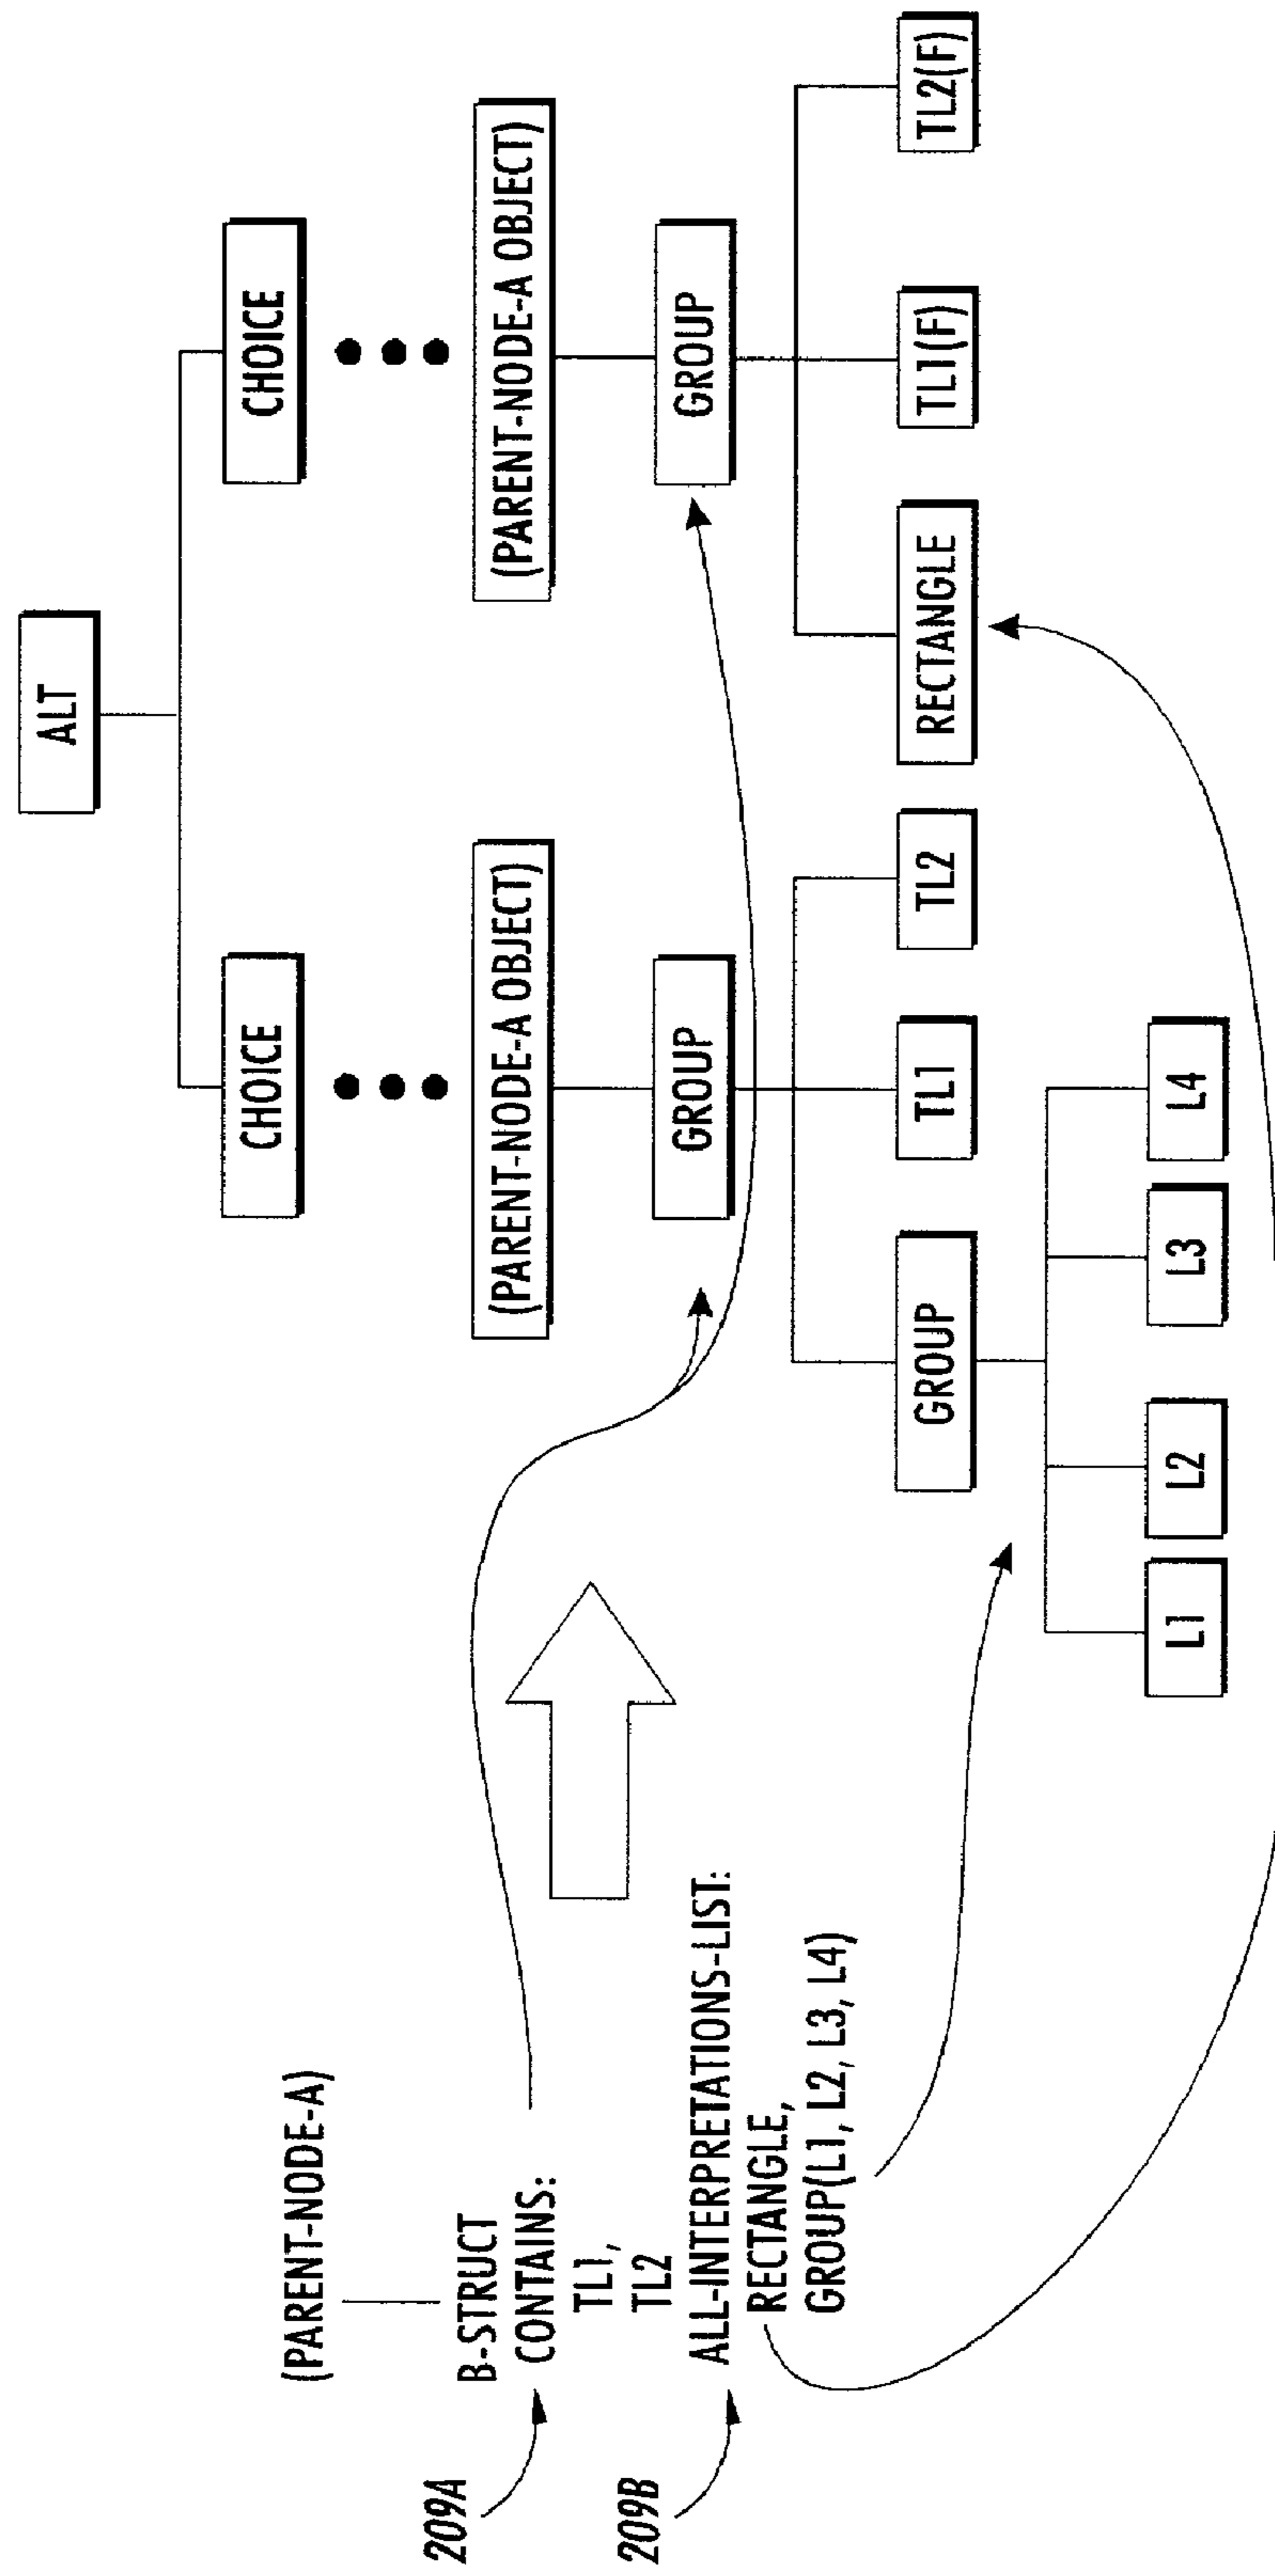 (PARENT-NODE-A)
209A
B-STRUCT
CONTAINS:
TL1,
TL2
209B
ALL-INTERPRETATIONS-LIST:
RECTANGLE,
GROUP(L1, L2, L3, L4)
ALT
CHOICE
CHOICE
(PARENT-NODE-A OBJECT)
(PARENT-NODE-A OBJECT)
GROUP
GROUP
GROUP
TL1
TL2
RECTANGLE
TL1(F)
TL2(F)
L1
L2
L3
L4